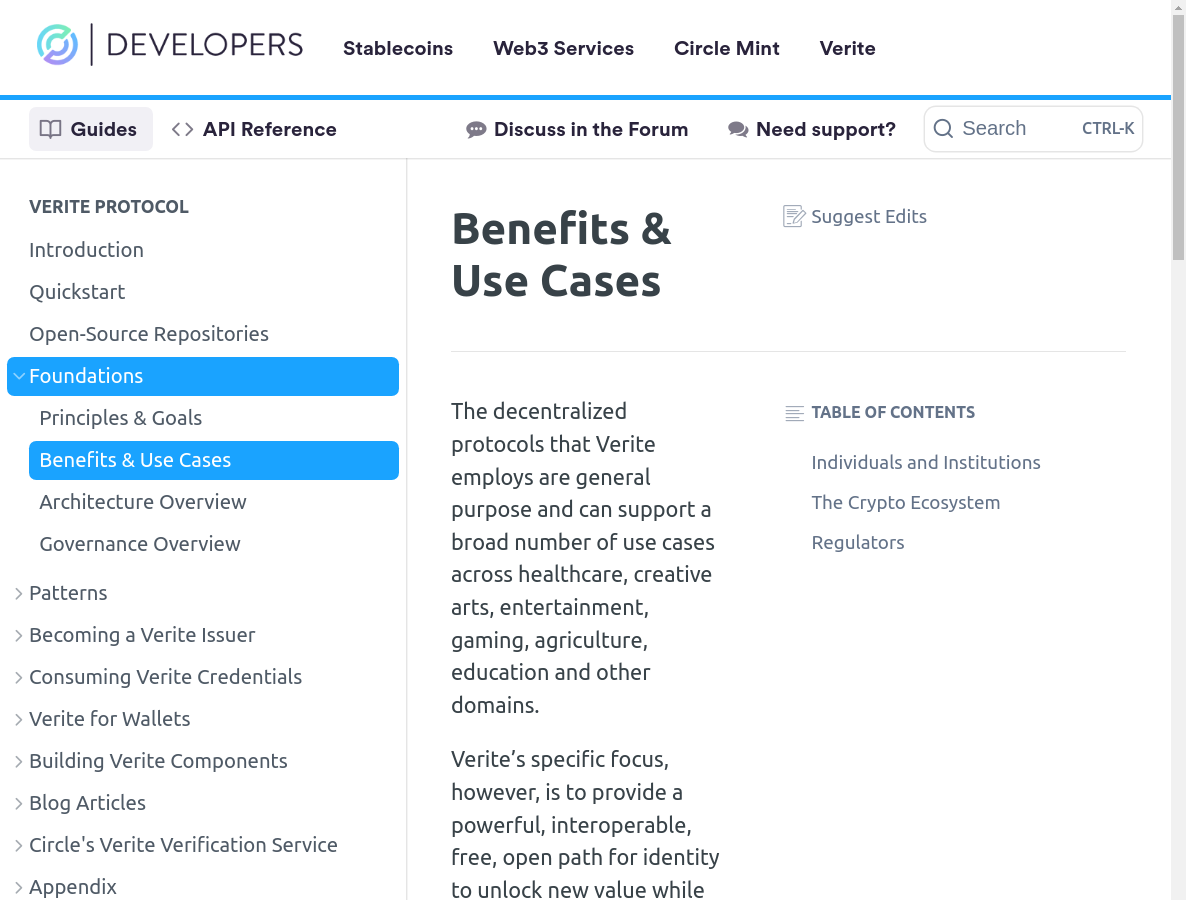 DEVELOPERS
Stablecoins
Web3 Services
Circle Mint
Verite
Guides
API Reference
Discuss in the Forum
Need support?
Search
CTRL-K
VERITE PROTOCOL
Introduction
Quickstart
Open-Source Repositories
Foundations
Principles & Goals
Benefits & Use Cases
Architecture Overview
Governance Overview
Patterns
Becoming a Verite Issuer
Consuming Verite Credentials
Verite for Wallets
Building Verite Components
Blog Articles
Circle's Verite Verification Service
Appendix
Benefits &
Use Cases
Suggest Edits
The decentralized
protocols that Verite
employs are general
purpose and can support a
broad number of use cases
across healthcare, creative
arts, entertainment,
gaming, agriculture,
education and other
domains.
Verite’s specific focus,
however, is to provide a
powerful, interoperable,
free, open path for identity
to unlock new value while
TABLE OF CONTENTS
Individuals and Institutions
The Crypto Ecosystem
Regulators